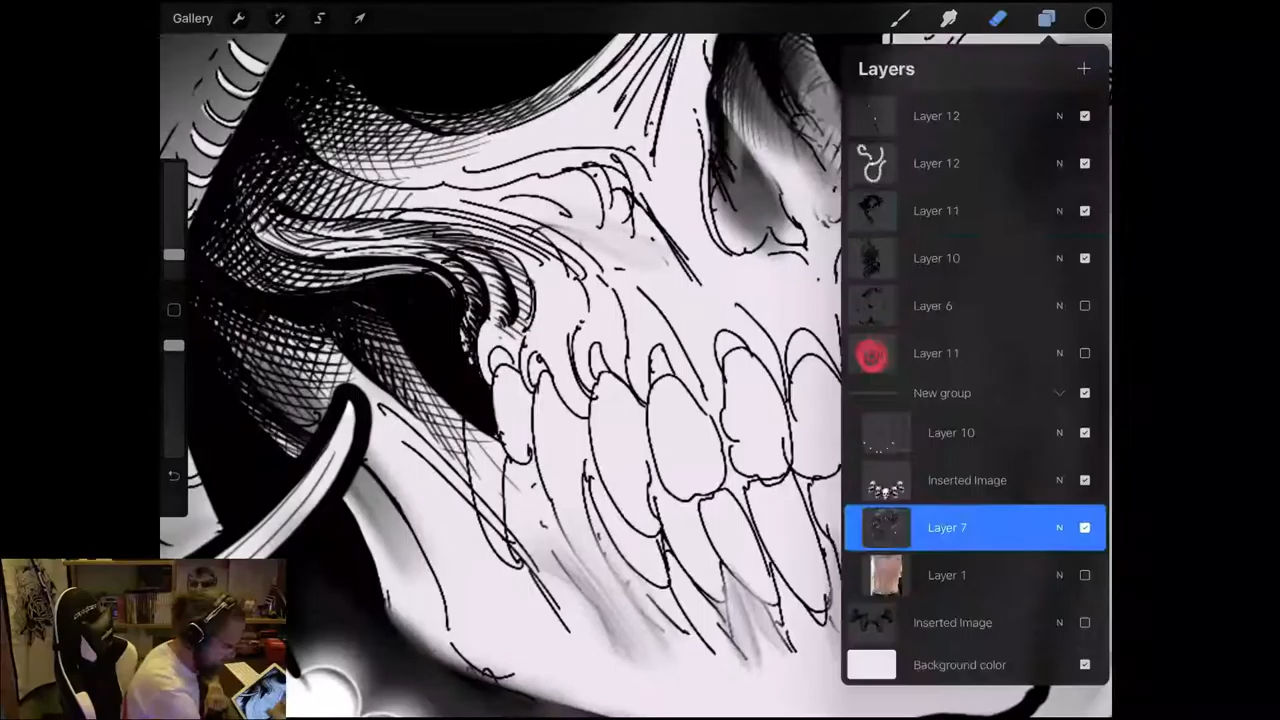 Gallery
Layers
Layer 12 N
Layer 12 N
Layer 11 N
Layer 10 N
Layer 6 N
Layer 11 N
New group
Layer 10 N
Inserted Image N
Layer 7 N
Layer 1 N
Inserted Image N
Background color